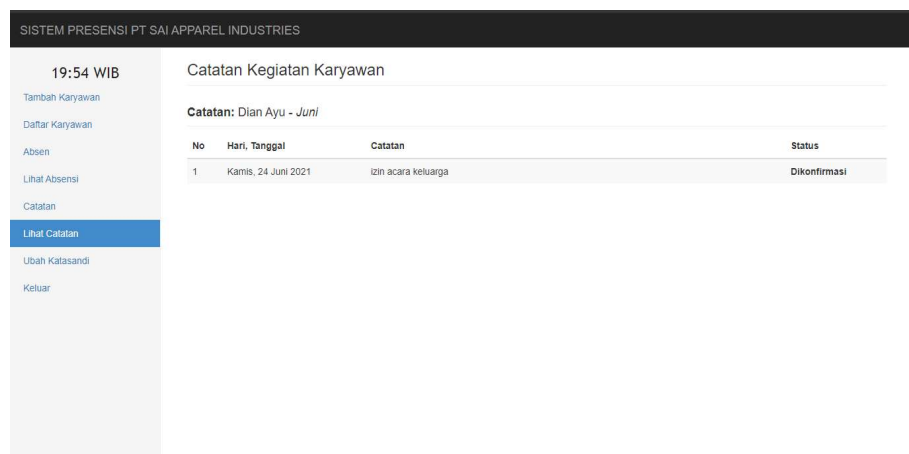 SISTEM PRESENSI PT SAI APPAREL INDUSTRIES
19:54 WIB
Tambah Karyawan
Daftar Karyawan
Absen
Lihat Absensi
Catatan
Lihat Catatan
Ubah Katasandi
Keluar
Catatan Kegiatan Karyawan
Catatan: Dian Ayu - Juni
No Hari, Tanggal Catatan Status
1 Kamis, 24 Juni 2021 izin acara keluarga Dikonfirmasi